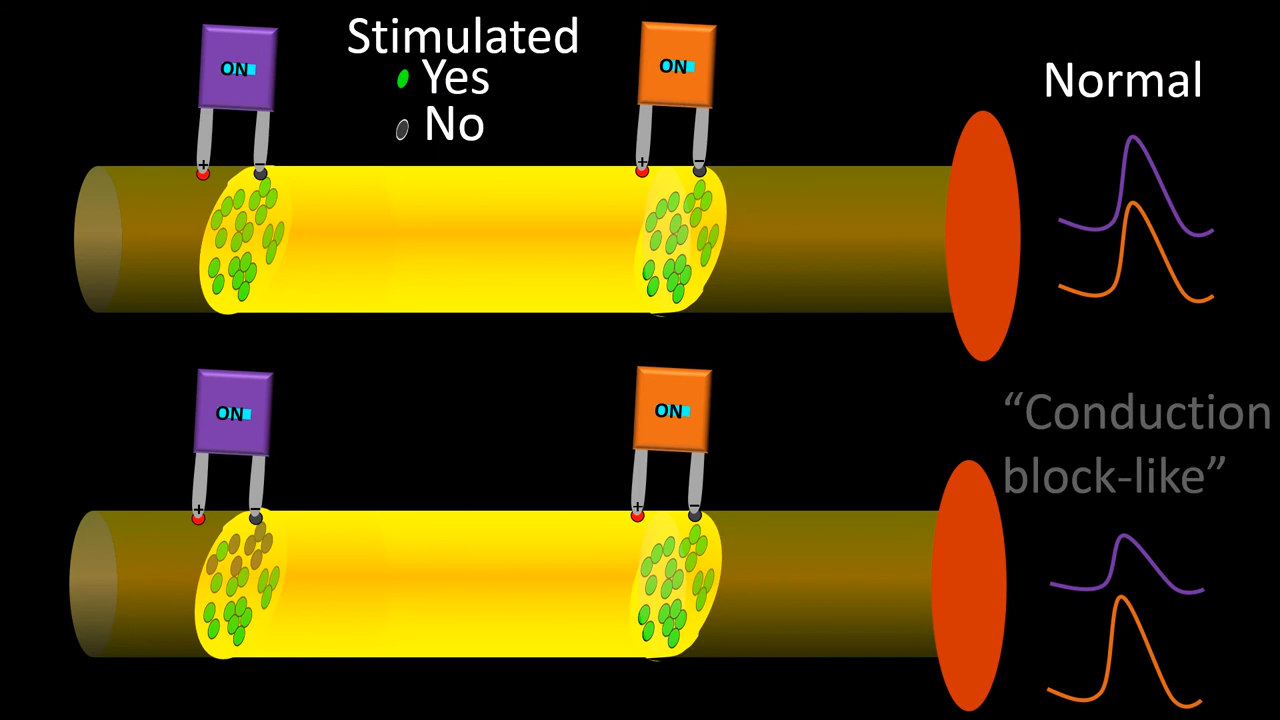 Stimulated
Yes
No
Normal
ON
ON
+
−
+
−
"Conduction
block-like"
ON
ON
+
−
+
−